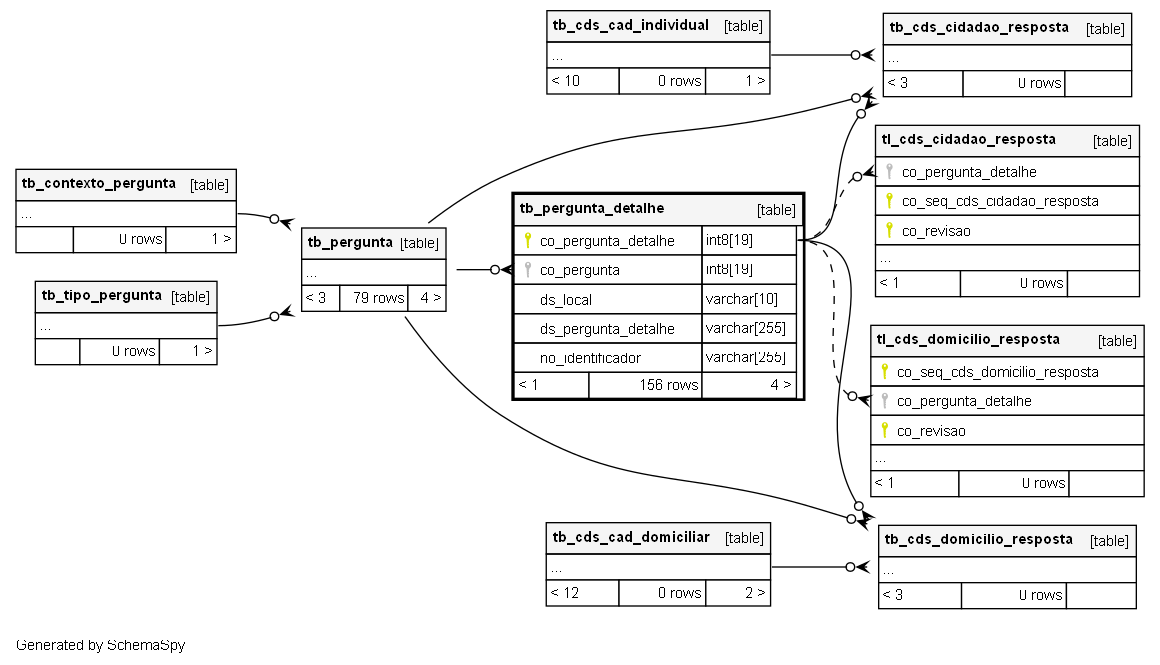 tb_cds_cad_individual [table]
...
< 10 0 rows 1 >
tb_cds_cidadao_resposta [table]
...
< 3 0 rows
tl_cds_cidadao_resposta [table]
co_pergunta_detalhe
co_seq_cds_cidadao_resposta
co_revisao
...
< 1 0 rows
tb_contexto_pergunta [table]
...
0 rows 1 >
tb_tipo_pergunta [table]
...
0 rows 1 >
tb_pergunta [table]
...
< 3 79 rows 4 >
tb_pergunta_detalhe [table]
co_pergunta_detalhe int8[19]
co_pergunta int8[19]
ds_local varchar[10]
ds_pergunta_detalhe varchar[255]
no_identificador varchar[255]
< 1 156 rows 4 >
tl_cds_domicilio_resposta [table]
co_seq_cds_domicilio_resposta
co_pergunta_detalhe
co_revisao
...
< 1 0 rows
tb_cds_cad_domiciliar [table]
...
< 12 0 rows 2 >
tb_cds_domicilio_resposta [table]
...
< 3 0 rows
Generated by SchemaSpy